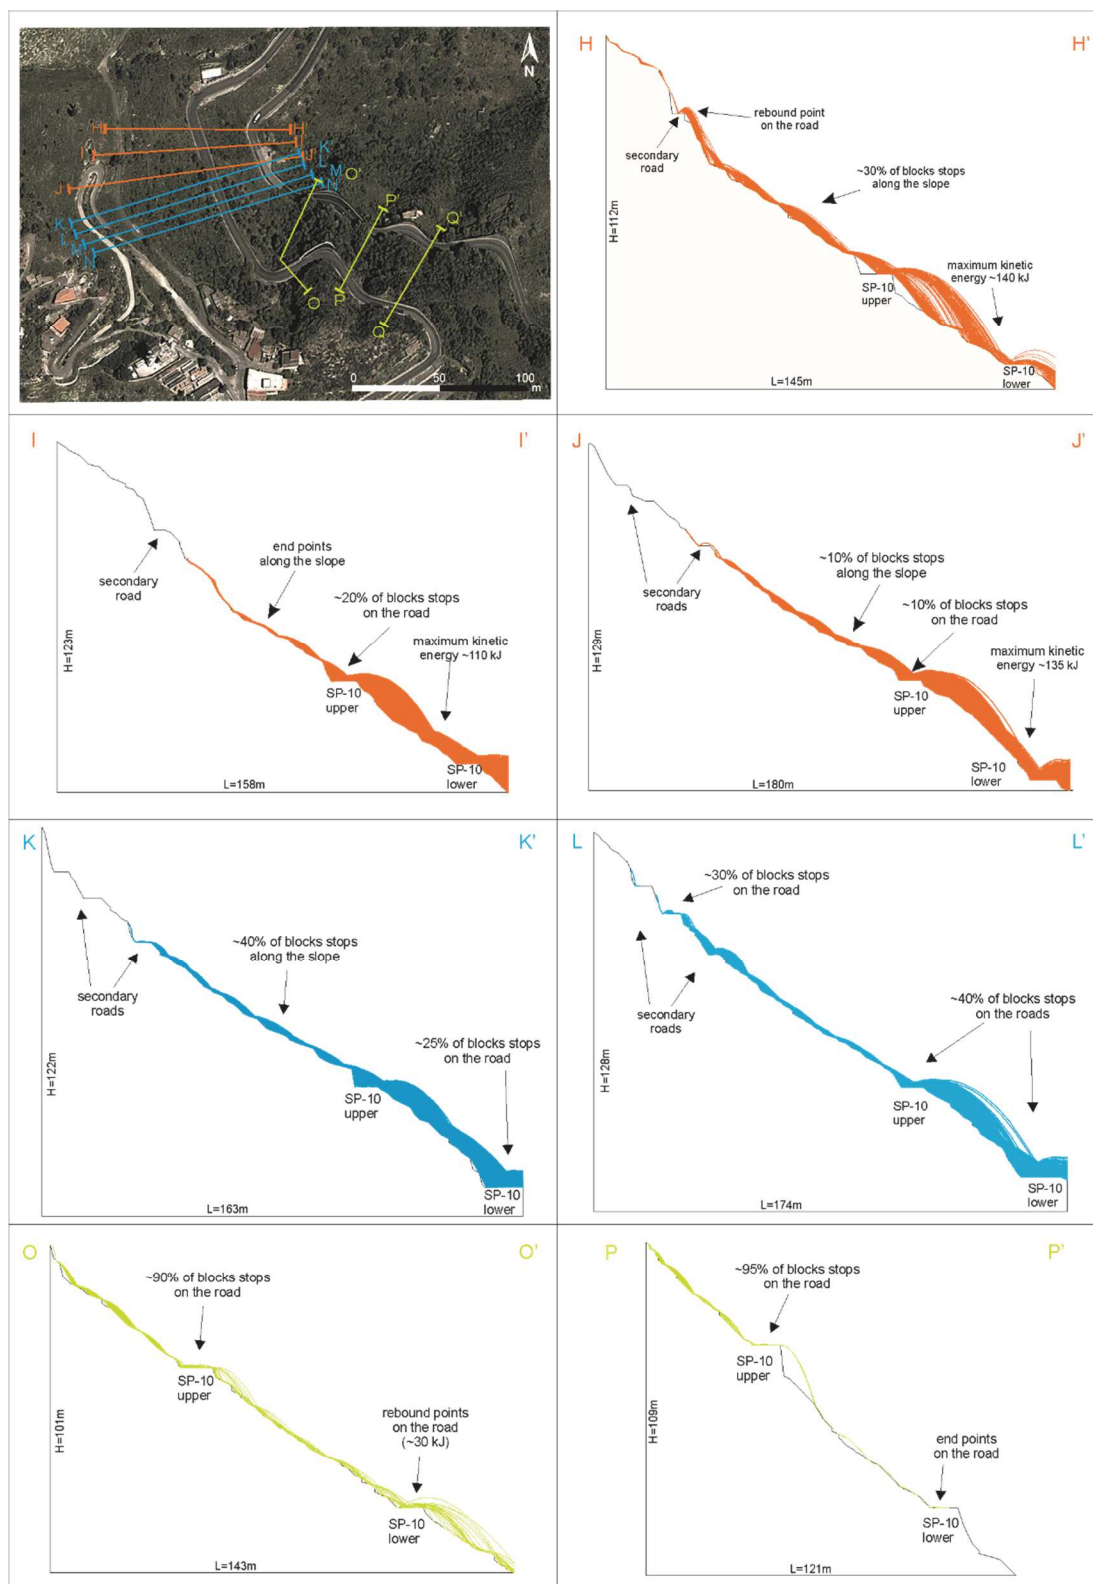 N
H
H'
I
I'
J
J'
K
K
L
L
M
M
N
N'
O'
O
P'
P
Q'
Q
0 50 100
m
H
H'
rebound point
on the road
secondary
road
~30% of blocks stops
along the slope
H=112m
SP-10
upper
maximum kinetic
energy ~140 kJ
SP-10
lower
L=145m
I
I'
secondary
road
end points
along the slope
~20% of blocks stops
on the road
maximum kinetic
energy ~110 kJ
H=123m
SP-10
upper
SP-10
lower
L=158m
J
J'
secondary
roads
~10% of blocks stops
along the slope
~10% of blocks stops
on the road
maximum kinetic
energy ~135 kJ
H=129m
SP-10
upper
SP-10
lower
L=180m
K
K'
~40% of blocks stops
along the slope
secondary
roads
~25% of blocks stops
on the road
H=122m
SP-10
upper
SP-10
lower
L=163m
L
L'
~30% of blocks stops
on the road
secondary
roads
~40% of blocks stops
on the roads
H=128m
SP-10
upper
SP-10
lower
L=174m
O
O'
~90% of blocks stops
on the road
SP-10
upper
rebound points
on the road
(~30 kJ)
H=101m
SP-10
lower
L=143m
P
P'
~95% of blocks stops
on the road
SP-10
upper
end points
on the road
H=109m
SP-10
lower
L=121m